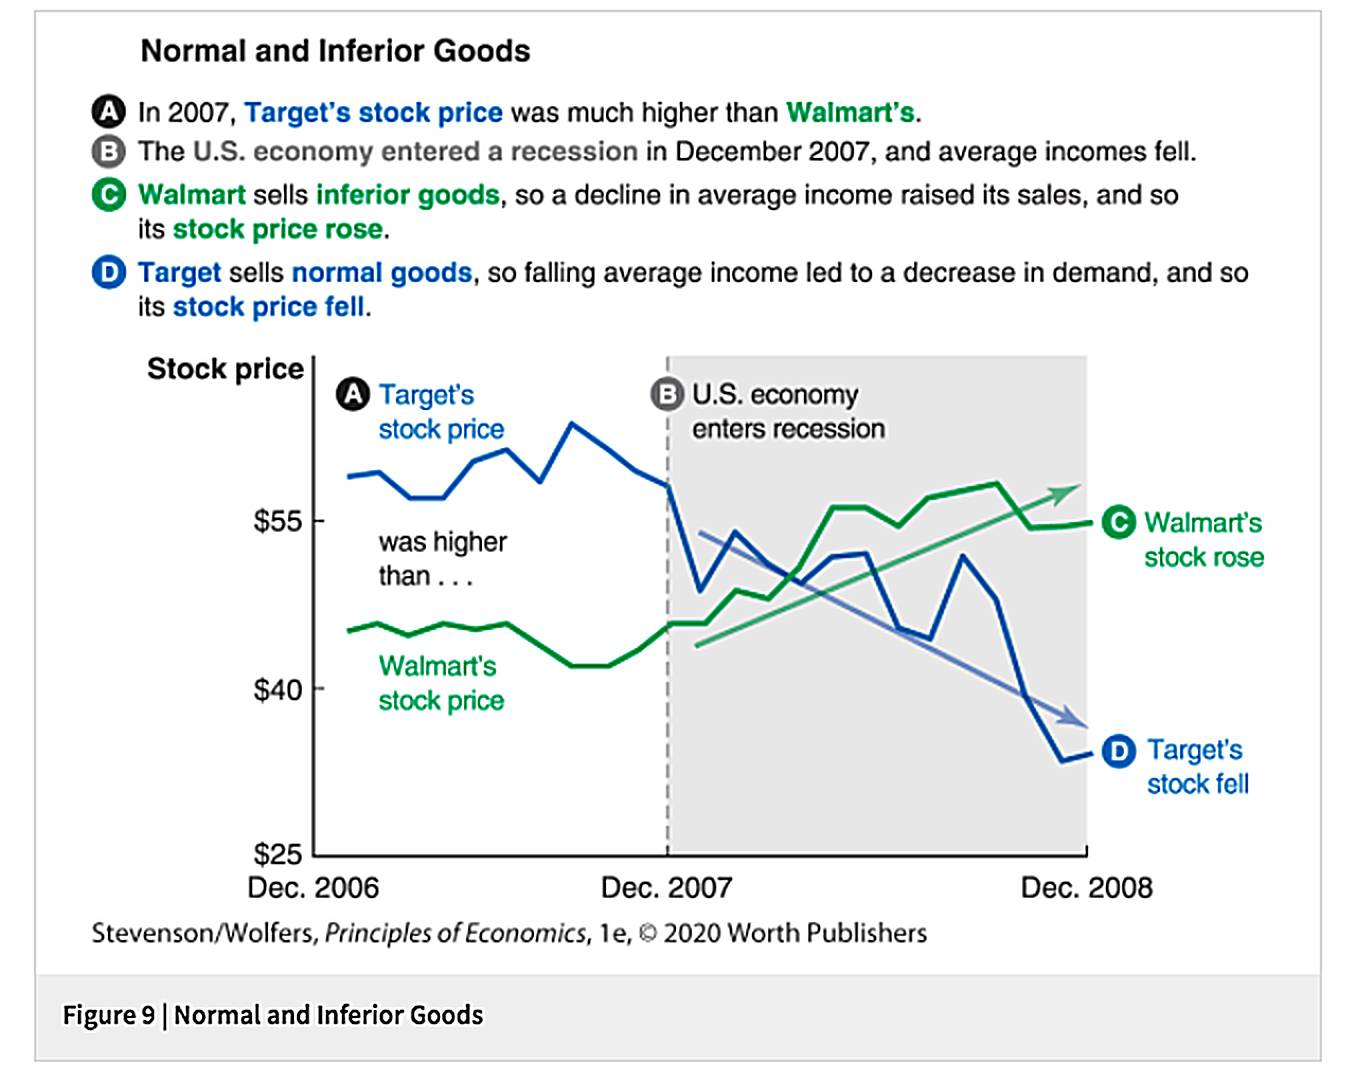 Normal and Inferior Goods
A In 2007, Target's stock price was much higher than Walmart's.
B The U.S. economy entered a recession in December 2007, and average incomes fell.
C Walmart sells inferior goods, so a decline in average income raised its sales, and so
its stock price rose.
D Target sells normal goods, so falling average income led to a decrease in demand, and so
its stock price fell.
Stock price
A Target's
stock price
B U.S. economy
enters recession
$55
was higher
than . . .
C Walmart's
stock rose
Walmart's
stock price
$40
D Target's
stock fell
$25
Dec. 2006
Dec. 2007
Dec. 2008
Stevenson/Wolfers, Principles of Economics, 1e, © 2020 Worth Publishers
Figure 9 | Normal and Inferior Goods